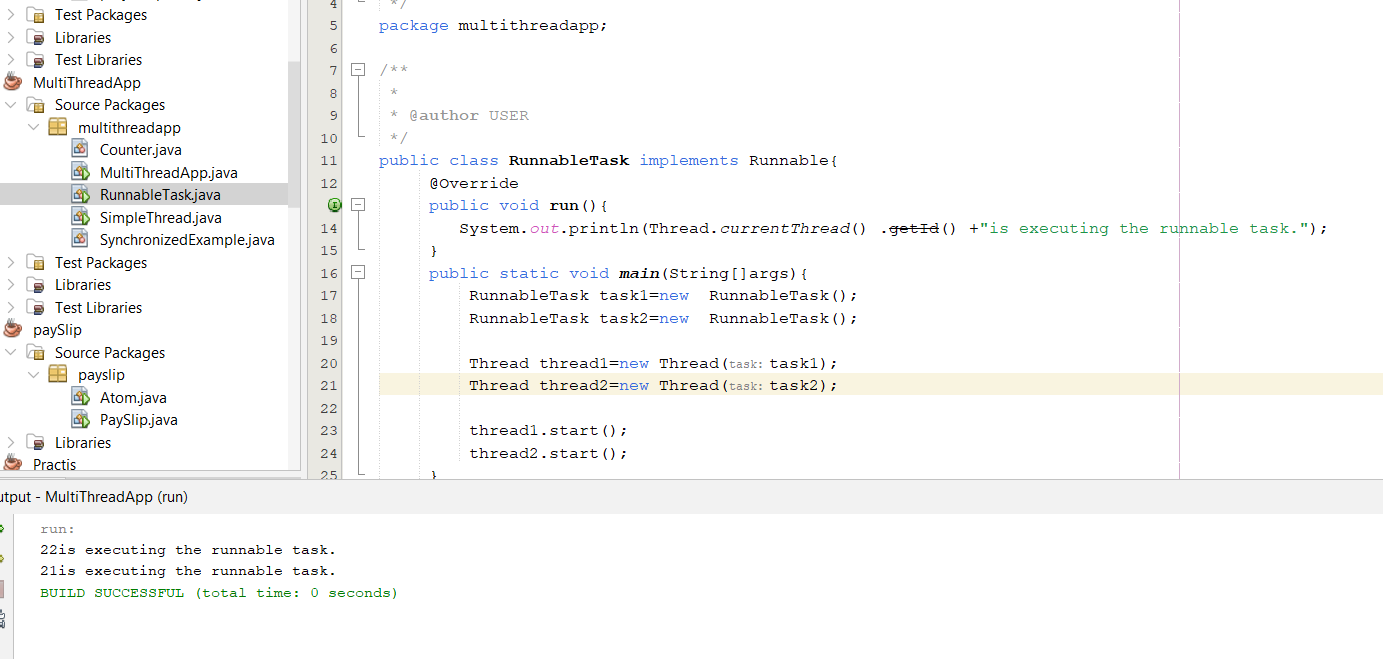 Test Packages
Libraries
Test Libraries
MultiThreadApp
Source Packages
multithreadapp
Counter.java
MultiThreadApp.java
RunnableTask.java
SimpleThread.java
SynchronizedExample.java
Test Packages
Libraries
Test Libraries
paySlip
Source Packages
payslip
Atom.java
PaySlip.java
Libraries
Practis
4 */
5 package multithreadapp;
6
7 /**
8 *
9 * @author USER
10 */
11 public class RunnableTask implements Runnable{
12 @Override
public void run(){
14 System.out.println(Thread.currentThread() .getId() +"is executing the runnable task.");
15 }
16 public static void main(String[]args){
17 RunnableTask task1=new  RunnableTask();
18 RunnableTask task2=new  RunnableTask();
19
20 Thread thread1=new Thread(task: task1);
21 Thread thread2=new Thread(task: task2);
22
23 thread1.start();
24 thread2.start();
25 }
utput - MultiThreadApp (run)
run:
22is executing the runnable task.
21is executing the runnable task.
BUILD SUCCESSFUL (total time: 0 seconds)